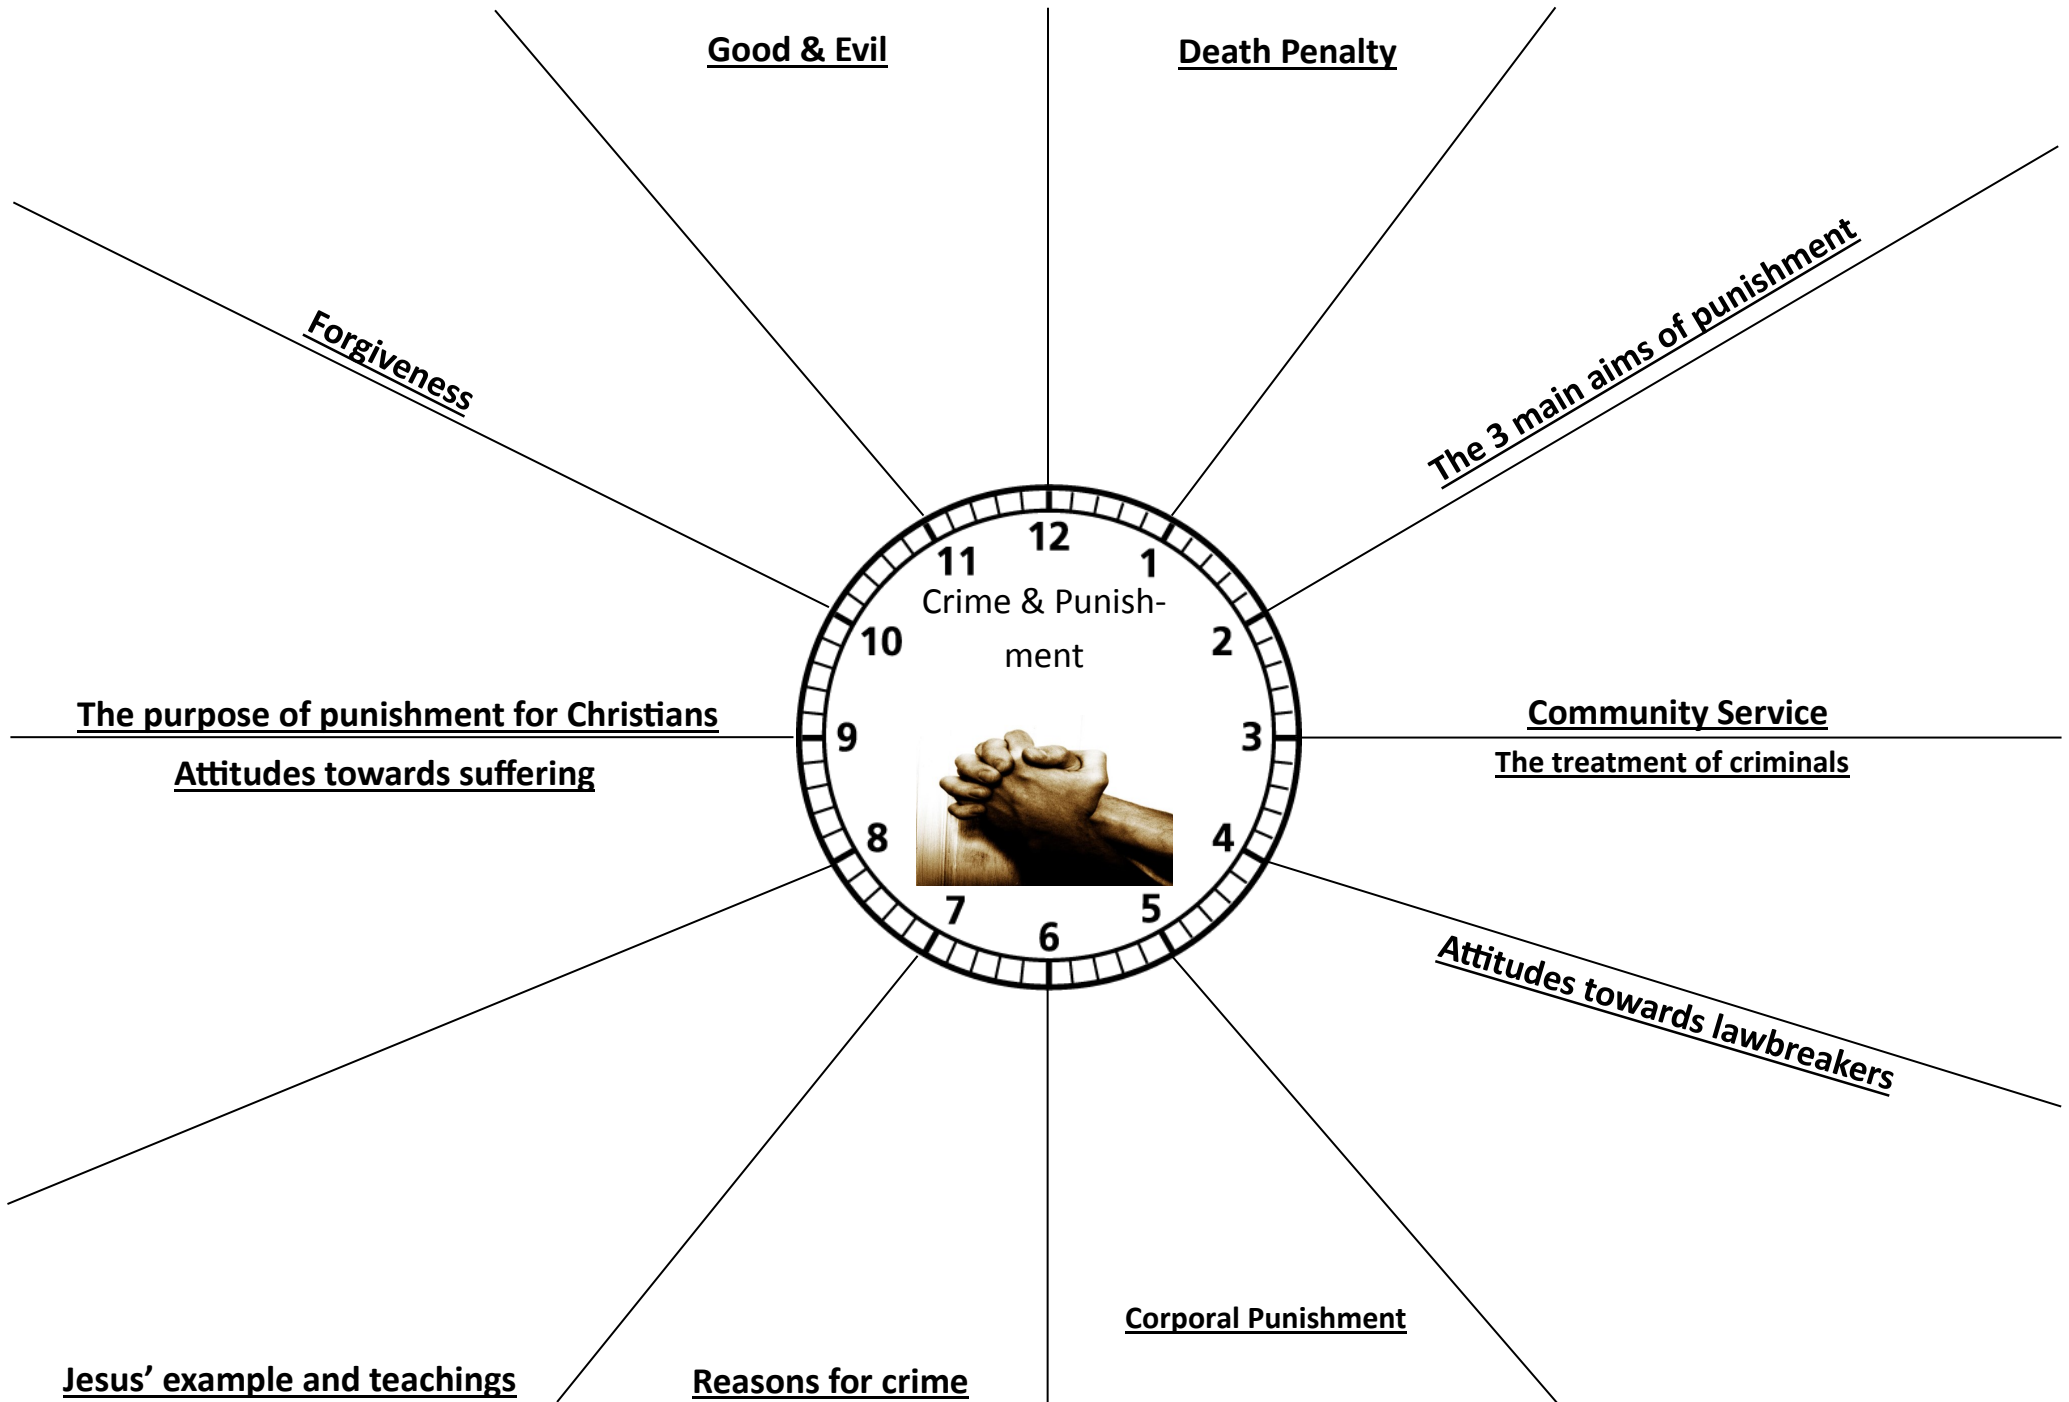 Good & Evil
Death Penalty
The 3 main aims of punishment
Forgiveness
12
11
1
Crime & Punish-
ment
10
2
The purpose of punishment for Christians
9
3
Community Service
Attitudes towards suffering
The treatment of criminals
8
4
7
5
6
Attitudes towards lawbreakers
Corporal Punishment
Jesus’ example and teachings
Reasons for crime